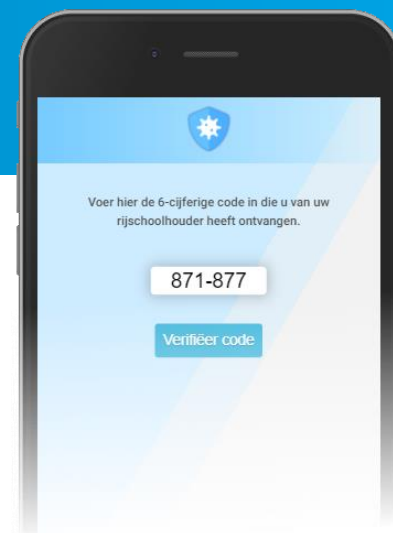 Voer hier de 6-cijferige code in die u van uw
rijschoolhouder heeft ontvangen.
871-877
Verifiëer code